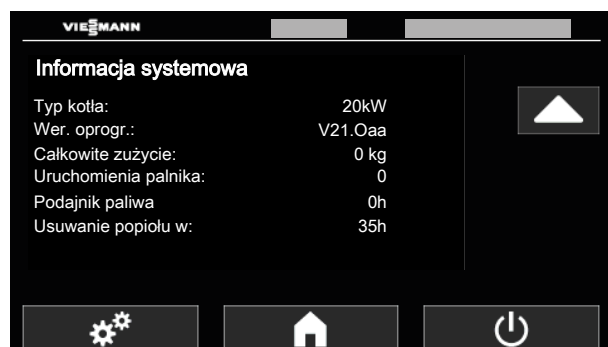 VIESMANN
Informacja systemowa
Typ kotła: 20kW
Wer. oprogr.: V21.Oaa
Całkowite zużycie: 0 kg
Uruchomienia palnika: 0
Podajnik paliwa 0h
Usuwanie popiołu w: 35h